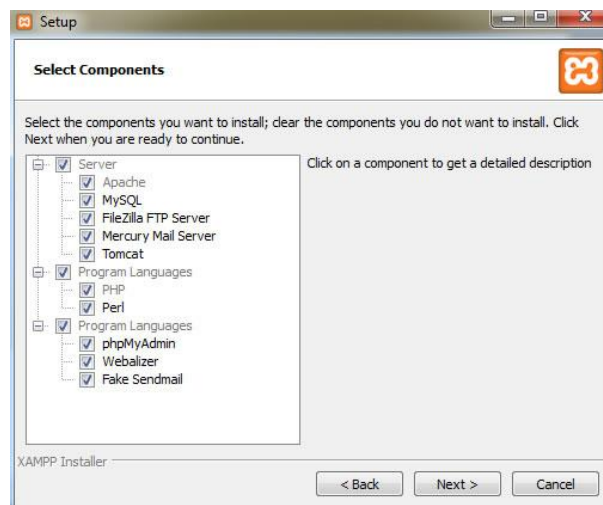 Setup
Select Components
Select the components you want to install; clear the components you do not want to install. Click
Next when you are ready to continue.
Server
Apache
MySQL
FileZilla FTP Server
Mercury Mail Server
Tomcat
Program Languages
PHP
Perl
Program Languages
phpMyAdmin
Webalizer
Fake Sendmail
Click on a component to get a detailed description
XAMPP Installer
< Back
Next >
Cancel